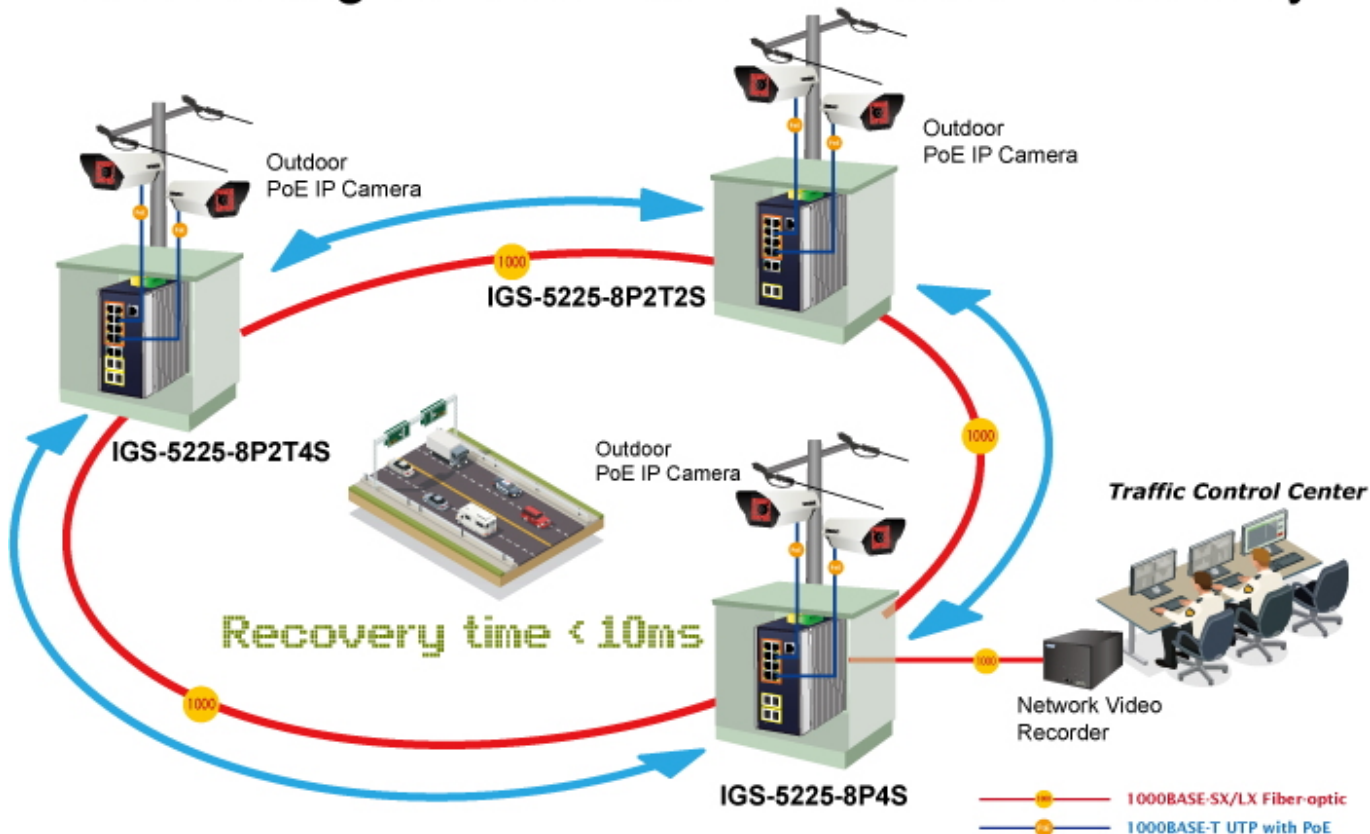 Outdoor
PoE IP Camera
Outdoor
PoE IP Camera
1000
IGS-5225-8P2T2S
IGS-5225-8P2T4S
1000
Outdoor
PoE IP Camera
Traffic Control Center
Recovery time < 10ms
1000
1000
Network Video
Recorder
IGS-5225-8P4S
1000BASE-SX/LX Fiber-optic
PoE
1000BASE-T UTP with PoE